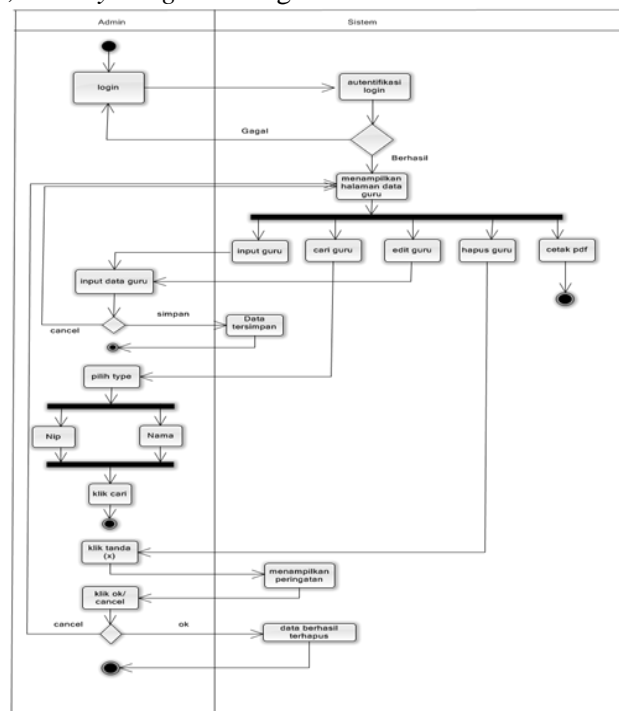 Admin
Sistem
login
autentifikasi
login
Gagal
Berhasil
menampilkan
halaman data
guru
input guru
cari guru
edit guru
hapus guru
cetak pdf
input data guru
simpan
cancel
Data
tersimpan
pilih type
Nip
Nama
klik cari
klik tanda
(x)
menampilkan
peringatan
klik ok/
cancel
cancel
ok
data berhasil
terhapus